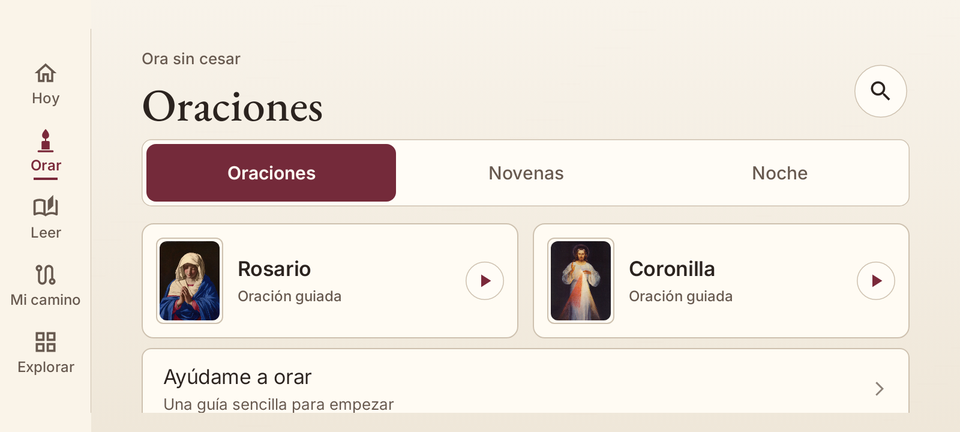 Hoy
Orar
Leer
Mi camino
Explorar
Ora sin cesar
Oraciones
Oraciones
Novenas
Noche
Rosario
Oración guiada
Coronilla
Oración guiada
Ayúdame a orar
Una guía sencilla para empezar